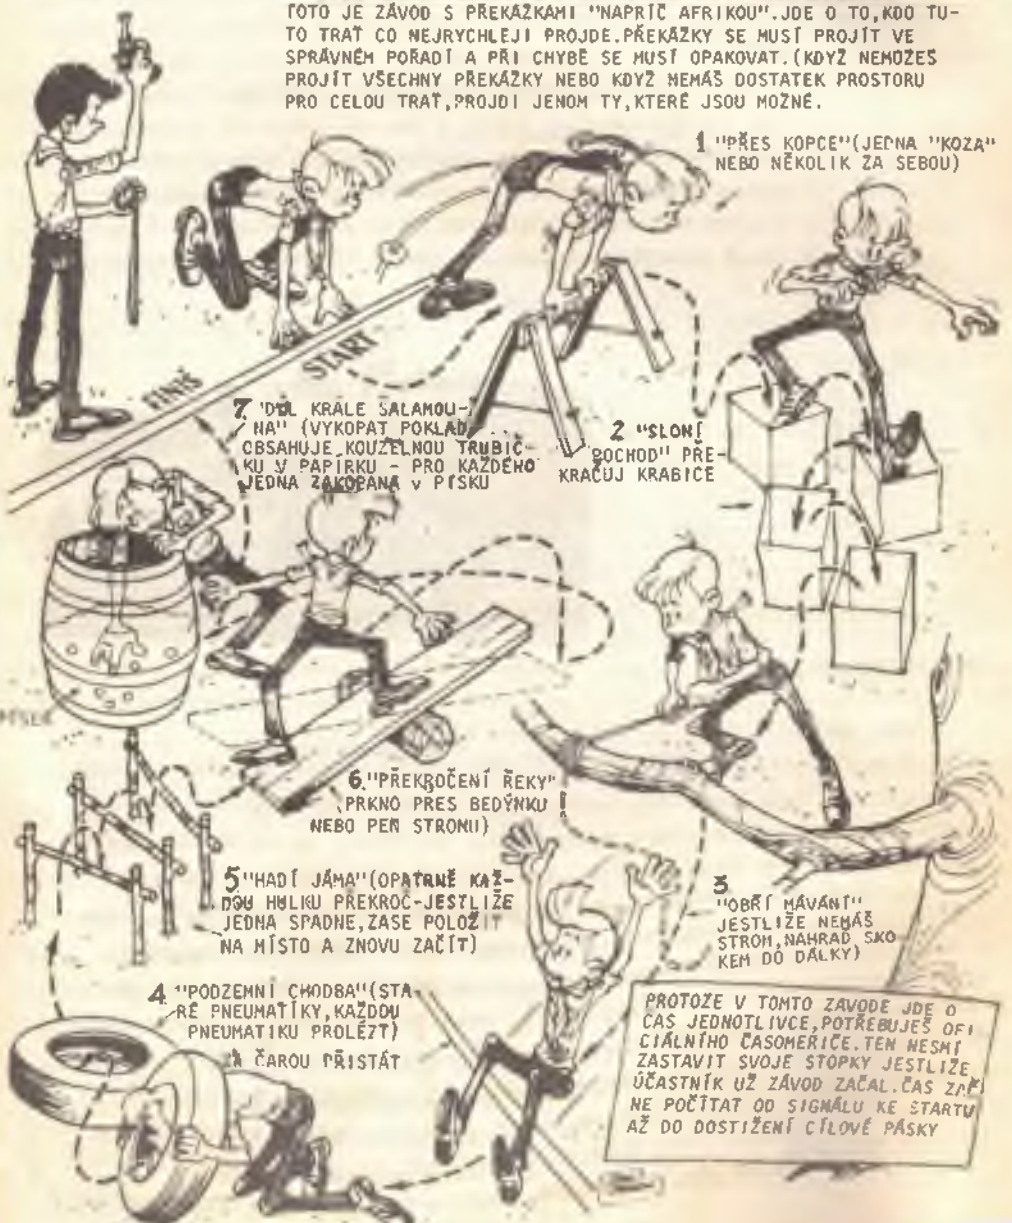 TOTO JE ZÁVOD S PŘEKÁŽKAMI "NAPŘÍČ AFRIKOU".JDE O TO,KDO TU-
TO TRAŤ CO NEJRYCHLEJI PROJDE.PŘEKÁŽKY SE MUSÍ PROJÍT VE
SPRÁVNÉM POŘADÍ A PŘI CHYBĚ SE MUSÍ OPAKOVAT.(KDYŽ NEMŮŽEŠ
PROJÍT VŠECHNY PŘEKÁŽKY NEBO KDYŽ NEMÁŠ DOSTATEK PROSTORU
PRO CELOU TRAŤ,PROJDI JENOM TY,KTERÉ JSOU MOŽNÉ.
1 "PŘES KOPCE"(JEDNA "KOZA"
NEBO NĚKOLIK ZA SEBOU)
START
FINIŠ
2 "SLONÍ
POCHOD" PŘE-
KRAČUJ KRABICE
3
"OBŘÍ MÁVÁNÍ"
JESTLIŽE NEMÁŠ
STROM,NAHRAĎ SKO
KEM DO DÁLKY)
4 "PODZEMNÍ CHODBA"(STA-
RÉ PNEUMATIKY,KAŽDOU
PNEUMATIKU PROLÉZT)
ZA ČAROU PŘISTÁT
5 "HADÍ JÁMA"(OPATRNĚ KAŽ-
DOU HŮLKU PŘEKROČ-JESTLIŽE
JEDNA SPADNE,ZASE POLOŽIT
NA MÍSTO A ZNOVU ZAČÍT)
6."PŘEKROČENÍ ŘEKY"
PRKNO PŘES BEDÝNKU
NEBO PEŇ STROMU)
7. "DŮL KRÁLE ŠALAMOU-
NA" (VYKOPAT POKLAD
OBSAHUJE KOUZELNOU TRUBIČ-
KU V PAPÍRKU - PRO KAŽDÉHO
JEDNA ZAKOPANÁ V PÍSKU
PÍSEK
PROTOŽE V TOMTO ZÁVODĚ JDE O
ČAS JEDNOTLIVCE,POTŘEBUJEŠ OFI
CIÁLNÍHO ČASOMĚŘIČE.TEN NESMÍ
ZASTAVIT SVOJE STOPKY JESTLIŽE
ÚČASTNÍK UŽ ZÁVOD ZAČAL.ČAS ZAČÍ
NE POČÍTAT OD SIGNÁLU KE STARTU
AŽ DO DOSTIŽENÍ CÍLOVÉ PÁSKY